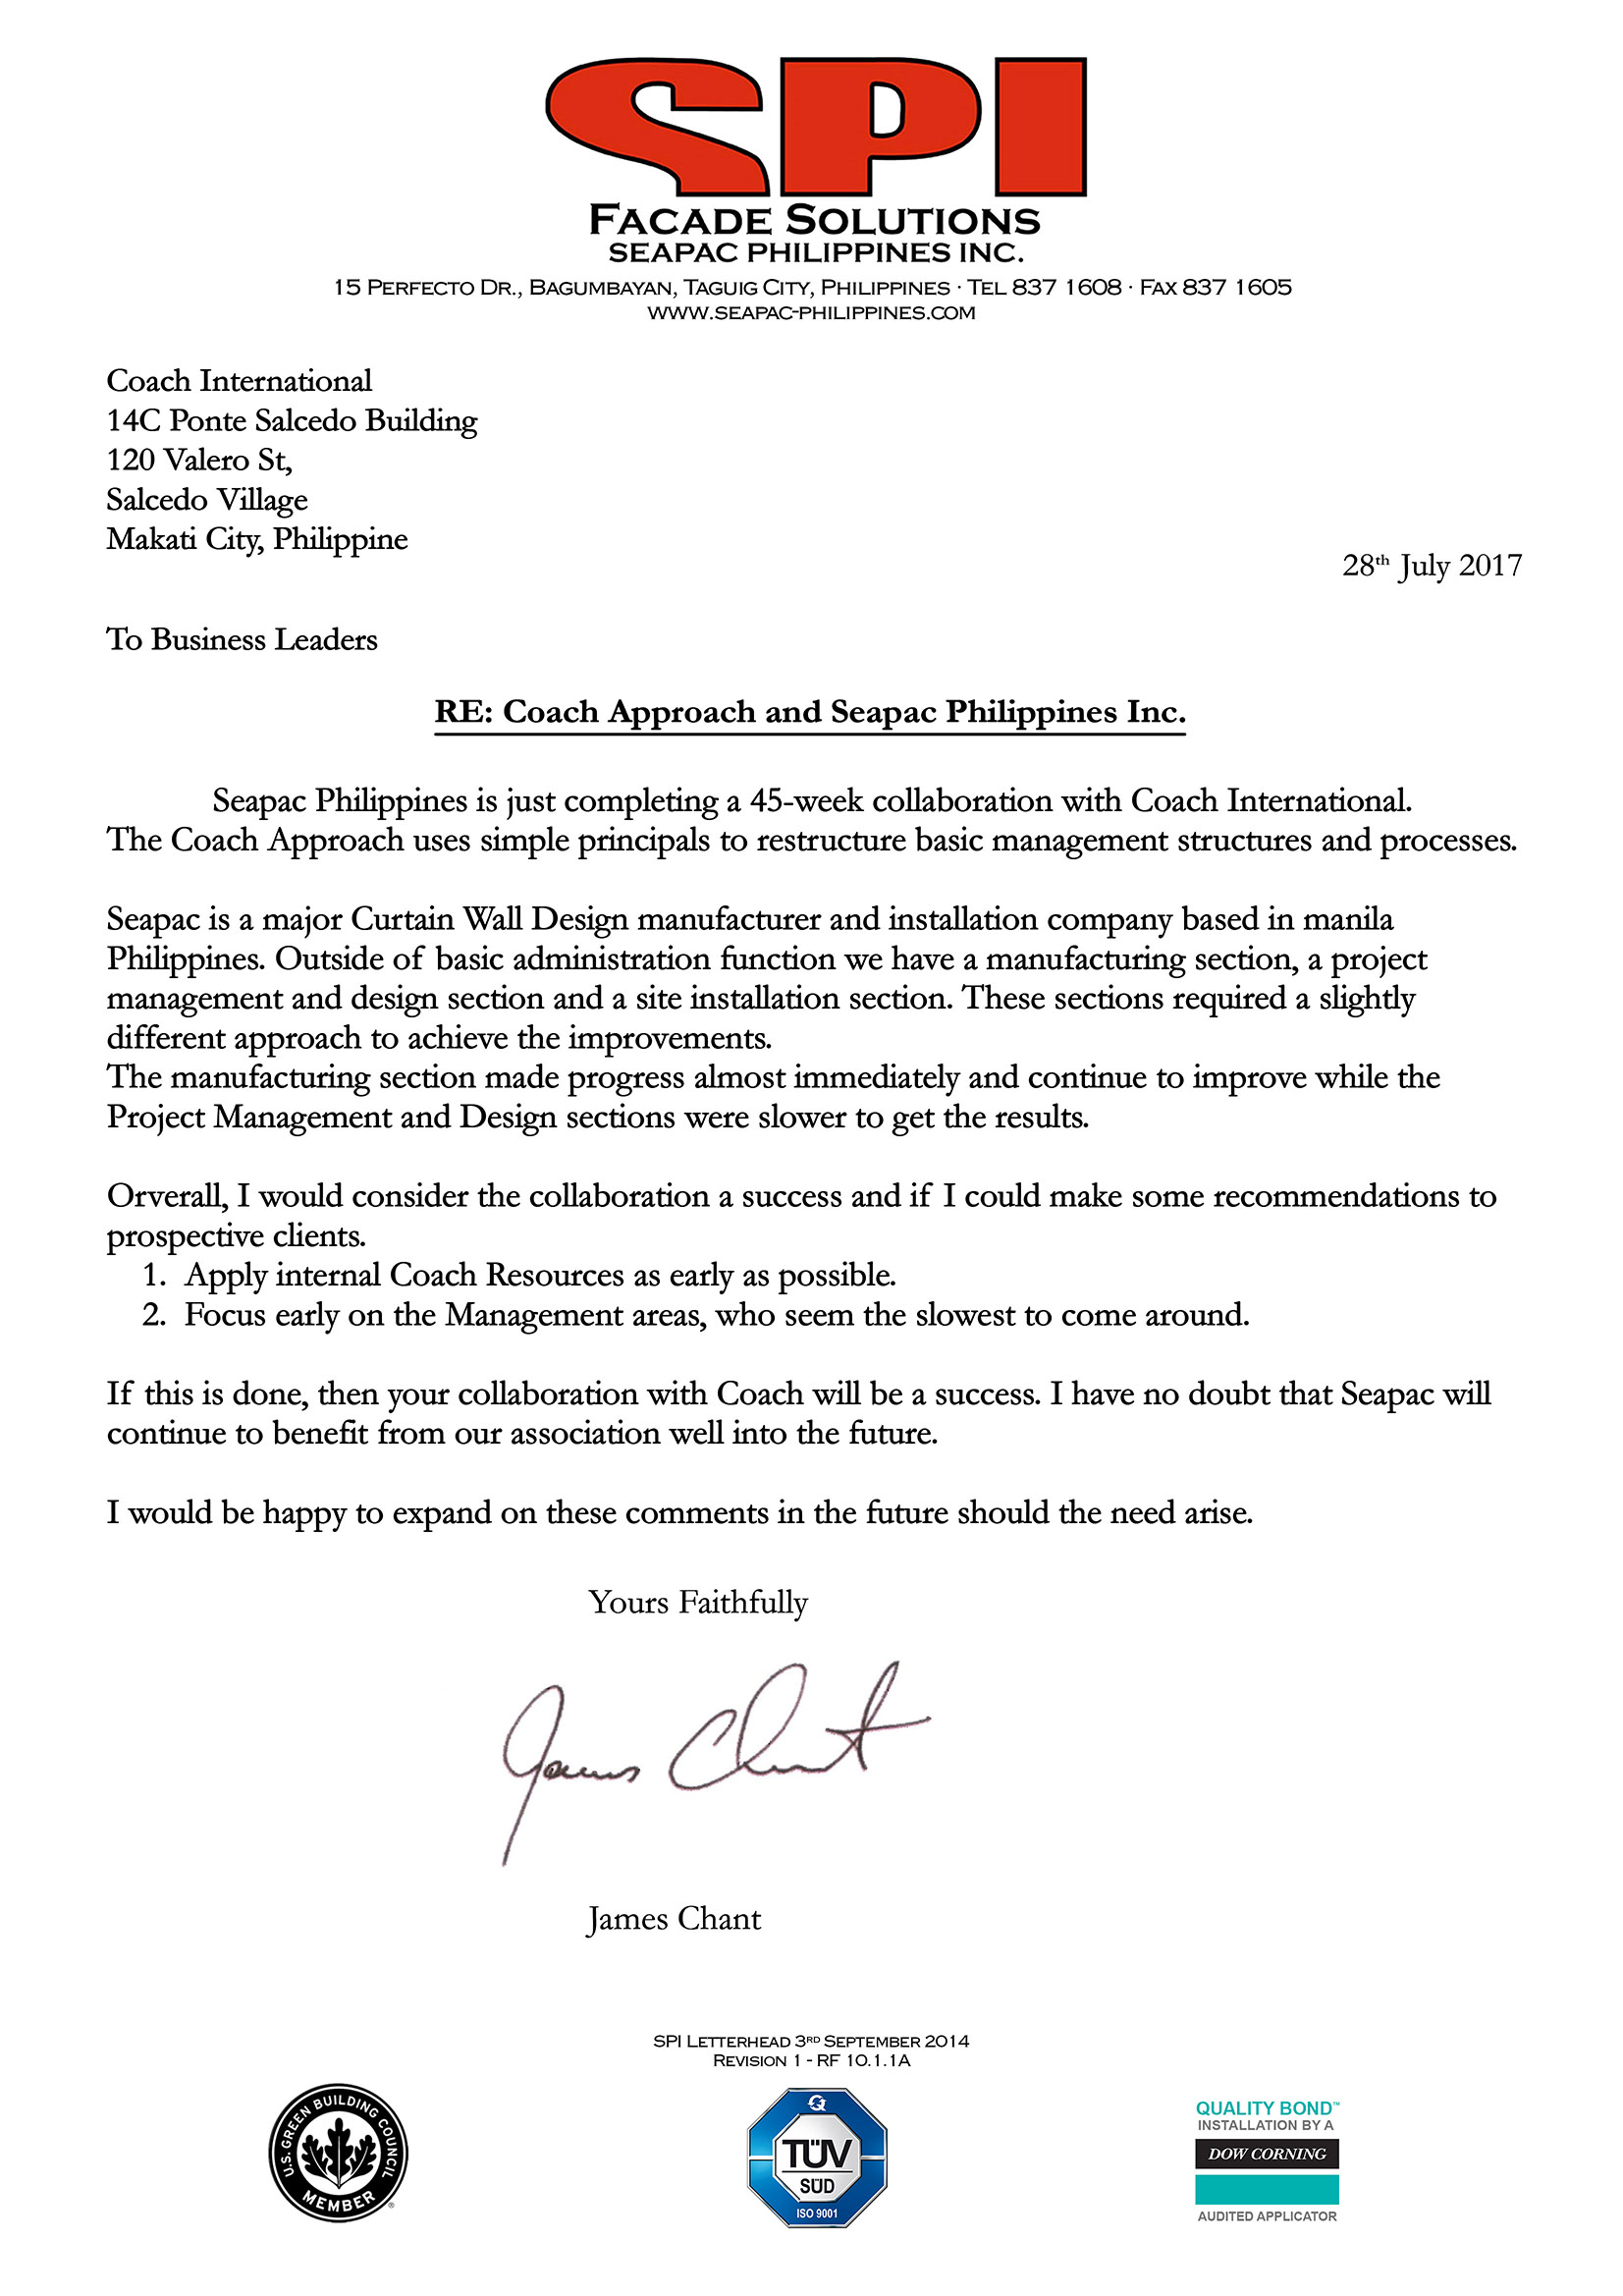 SPI
FACADE SOLUTIONS
SEAPAC PHILIPPINES INC.
15 PERFECTO DR., BAGUMBAYAN, TAGUIG CITY, PHILIPPINES · TEL 837 1608 · FAX 837 1605
WWW.SEAPAC-PHILIPPINES.COM
Coach International
14C Ponte Salcedo Building
120 Valero St,
Salcedo Village
Makati City, Philippine
28th July 2017
To Business Leaders
RE: Coach Approach and Seapac Philippines Inc.
Seapac Philippines is just completing a 45-week collaboration with Coach International.
The Coach Approach uses simple principals to restructure basic management structures and processes.
Seapac is a major Curtain Wall Design manufacturer and installation company based in manila
Philippines. Outside of basic administration function we have a manufacturing section, a project
management and design section and a site installation section. These sections required a slightly
different approach to achieve the improvements.
The manufacturing section made progress almost immediately and continue to improve while the
Project Management and Design sections were slower to get the results.
Orverall, I would consider the collaboration a success and if I could make some recommendations to
prospective clients.
1. Apply internal Coach Resources as early as possible.
2. Focus early on the Management areas, who seem the slowest to come around.
If this is done, then your collaboration with Coach will be a success. I have no doubt that Seapac will
continue to benefit from our association well into the future.
I would be happy to expand on these comments in the future should the need arise.
Yours Faithfully
James Chant
James Chant
SPI LETTERHEAD 3RD SEPTEMBER 2014
REVISION 1 - RF 10.1.1A
U.S. GREEN BUILDING COUNCIL
MEMBER
®
TÜV
SÜD
ISO 9001
QUALITY BOND™
INSTALLATION BY A
DOW CORNING
AUDITED APPLICATOR